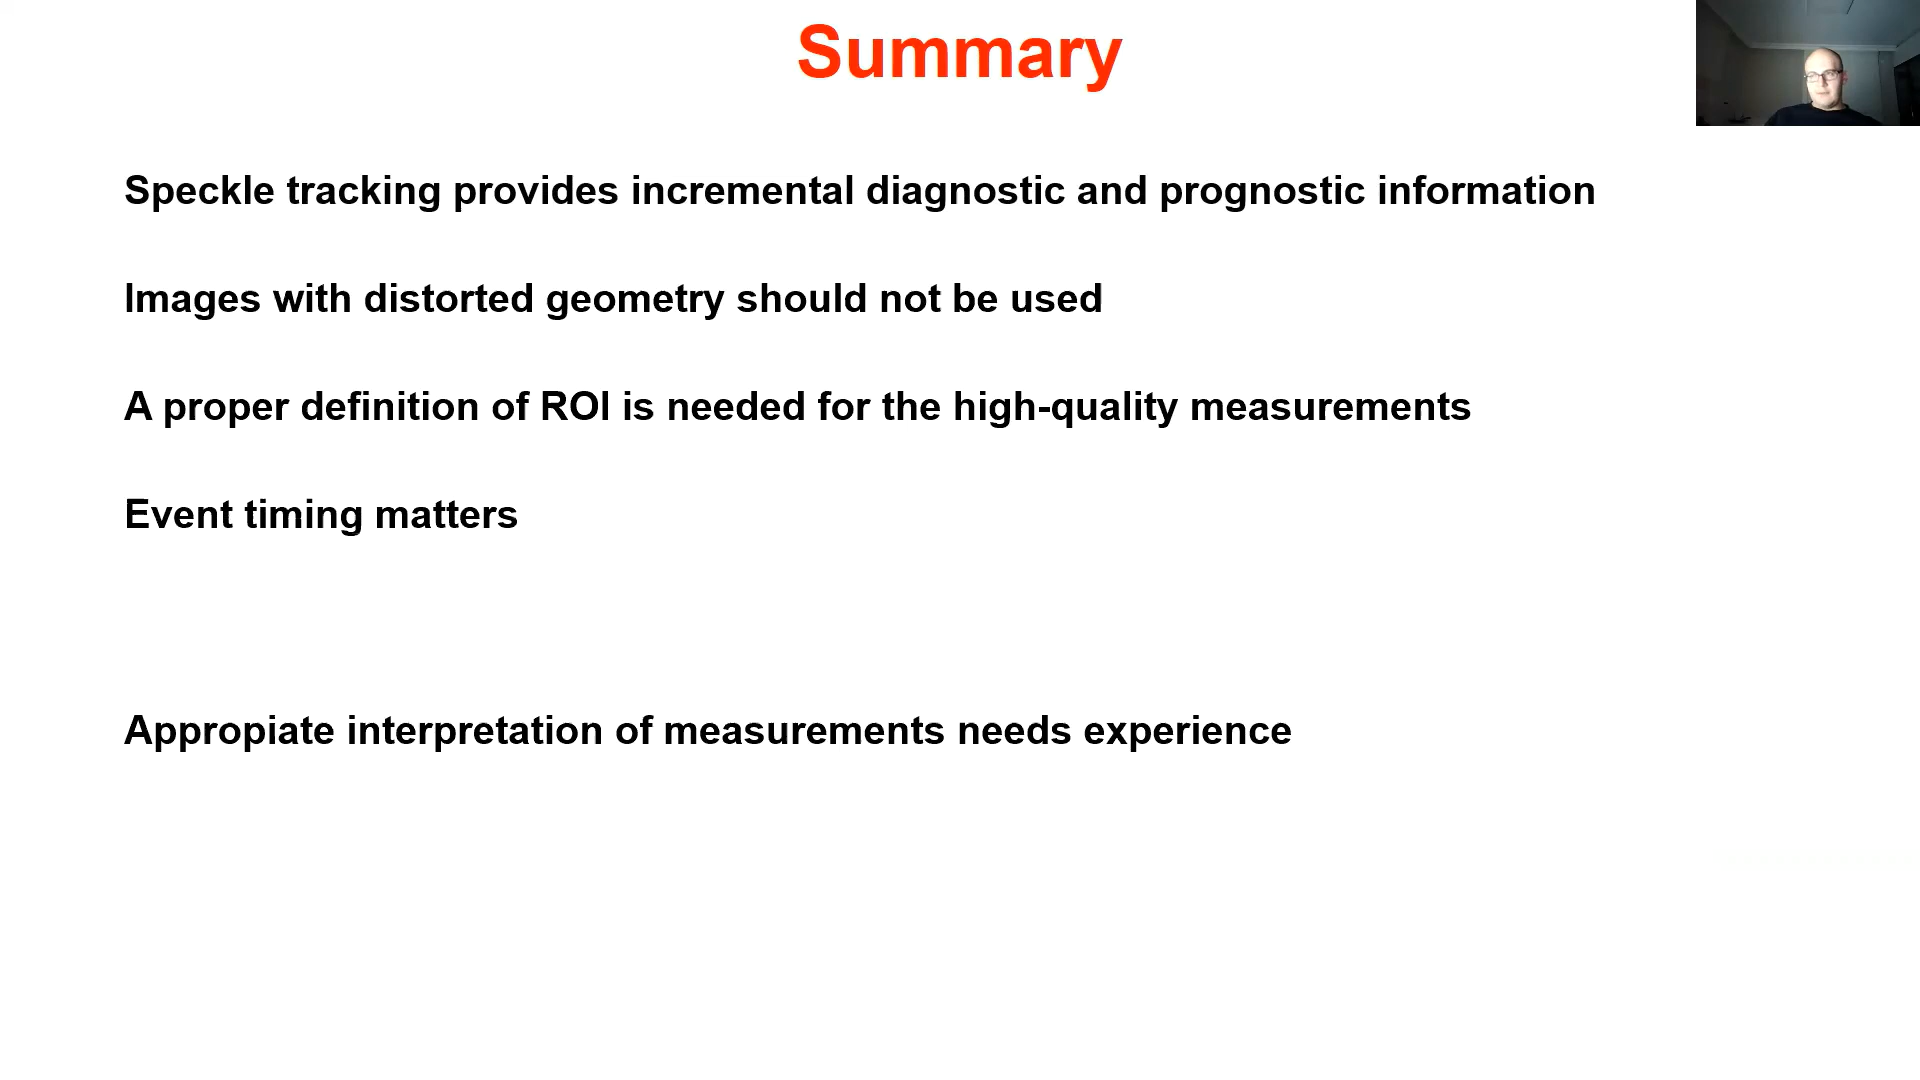 Summary
Speckle tracking provides incremental diagnostic and prognostic information
Images with distorted geometry should not be used
A proper definition of ROI is needed for the high-quality measurements
Event timing matters
Appropiate interpretation of measurements needs experience